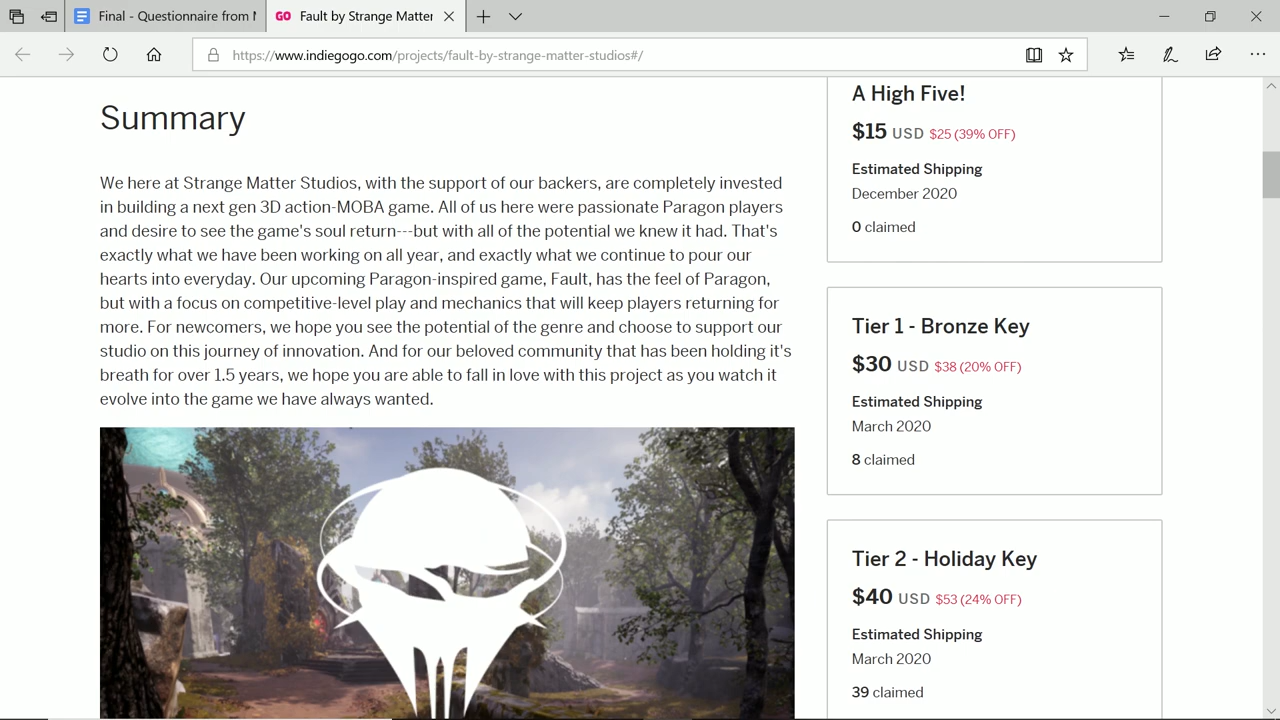 Final - Questionnaire from
GO Fault by Strange Matter
https://www.indiegogo.com/projects/fault-by-strange-matter-studios#/
Summary
We here at Strange Matter Studios, with the support of our backers, are completely invested
in building a next gen 3D action-MOBA game. All of us here were passionate Paragon players
and desire to see the game's soul return---but with all of the potential we knew it had. That's
exactly what we have been working on all year, and exactly what we continue to pour our
hearts into everyday. Our upcoming Paragon-inspired game, Fault, has the feel of Paragon,
but with a focus on competitive-level play and mechanics that will keep players returning for
more. For newcomers, we hope you see the potential of the genre and choose to support our
studio on this journey of innovation. And for our beloved community that has been holding it's
breath for over 1.5 years, we hope you are able to fall in love with this project as you watch it
evolve into the game we have always wanted.
A High Five!
$15 USD $25 (39% OFF)
Estimated Shipping
December 2020
0 claimed
Tier 1 - Bronze Key
$30 USD $38 (20% OFF)
Estimated Shipping
March 2020
8 claimed
Tier 2 - Holiday Key
$40 USD $53 (24% OFF)
Estimated Shipping
March 2020
39 claimed